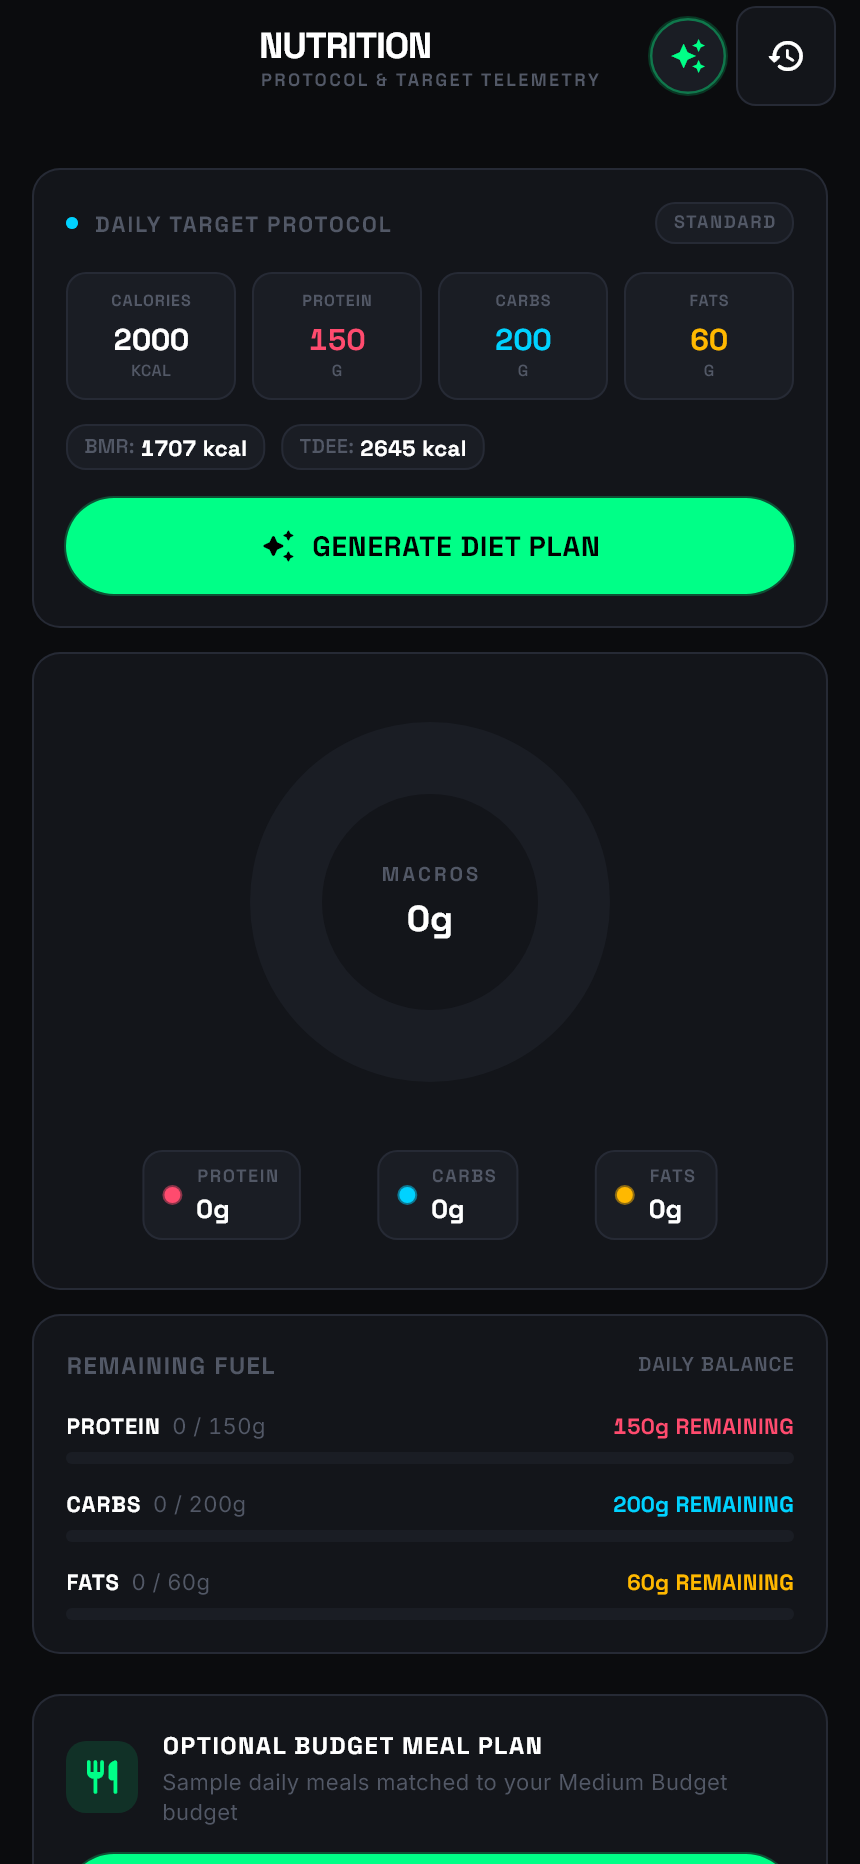 NUTRITION
PROTOCOL & TARGET TELEMETRY
DAILY TARGET PROTOCOL
STANDARD
CALORIES
2000
KCAL
PROTEIN
150
G
CARBS
200
G
FATS
60
G
BMR: 1707 kcal
TDEE: 2645 kcal
GENERATE DIET PLAN
MACROS
0g
PROTEIN
0g
CARBS
0g
FATS
0g
REMAINING FUEL
DAILY BALANCE
PROTEIN 0 / 150g
150g REMAINING
CARBS 0 / 200g
200g REMAINING
FATS 0 / 60g
60g REMAINING
OPTIONAL BUDGET MEAL PLAN
Sample daily meals matched to your Medium Budget
budget